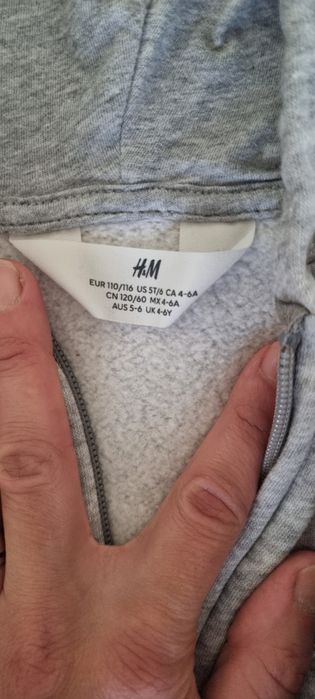 H&M
EUR 110/116 US 5T/6 CA 4-6A
CN 120/60 MX 4-6A
AUS 5-6 UK 4-6Y